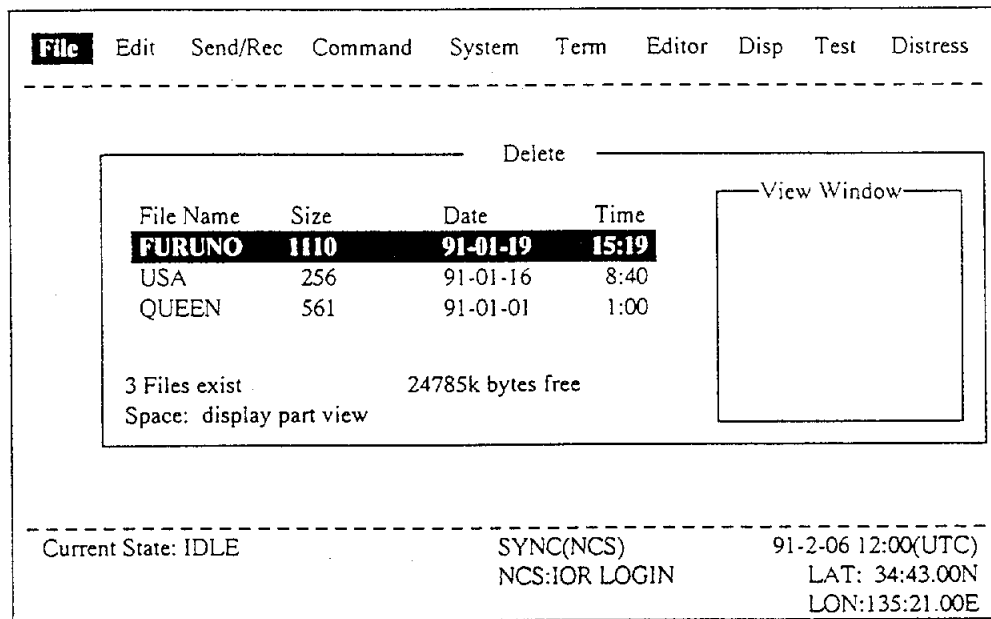 File Edit Send/Rec Command System Term Editor Disp Test Distress
Delete
View Window
File Name Size Date Time
FURUNO 1110 91-01-19 15:19
USA 256 91-01-16 8:40
QUEEN 561 91-01-01 1:00
3 Files exist 24785k bytes free
Space: display part view
Current State: IDLE SYNC(NCS) 91-2-06 12:00(UTC)
NCS:IOR LOGIN LAT: 34:43.00N
LON:135:21.00E